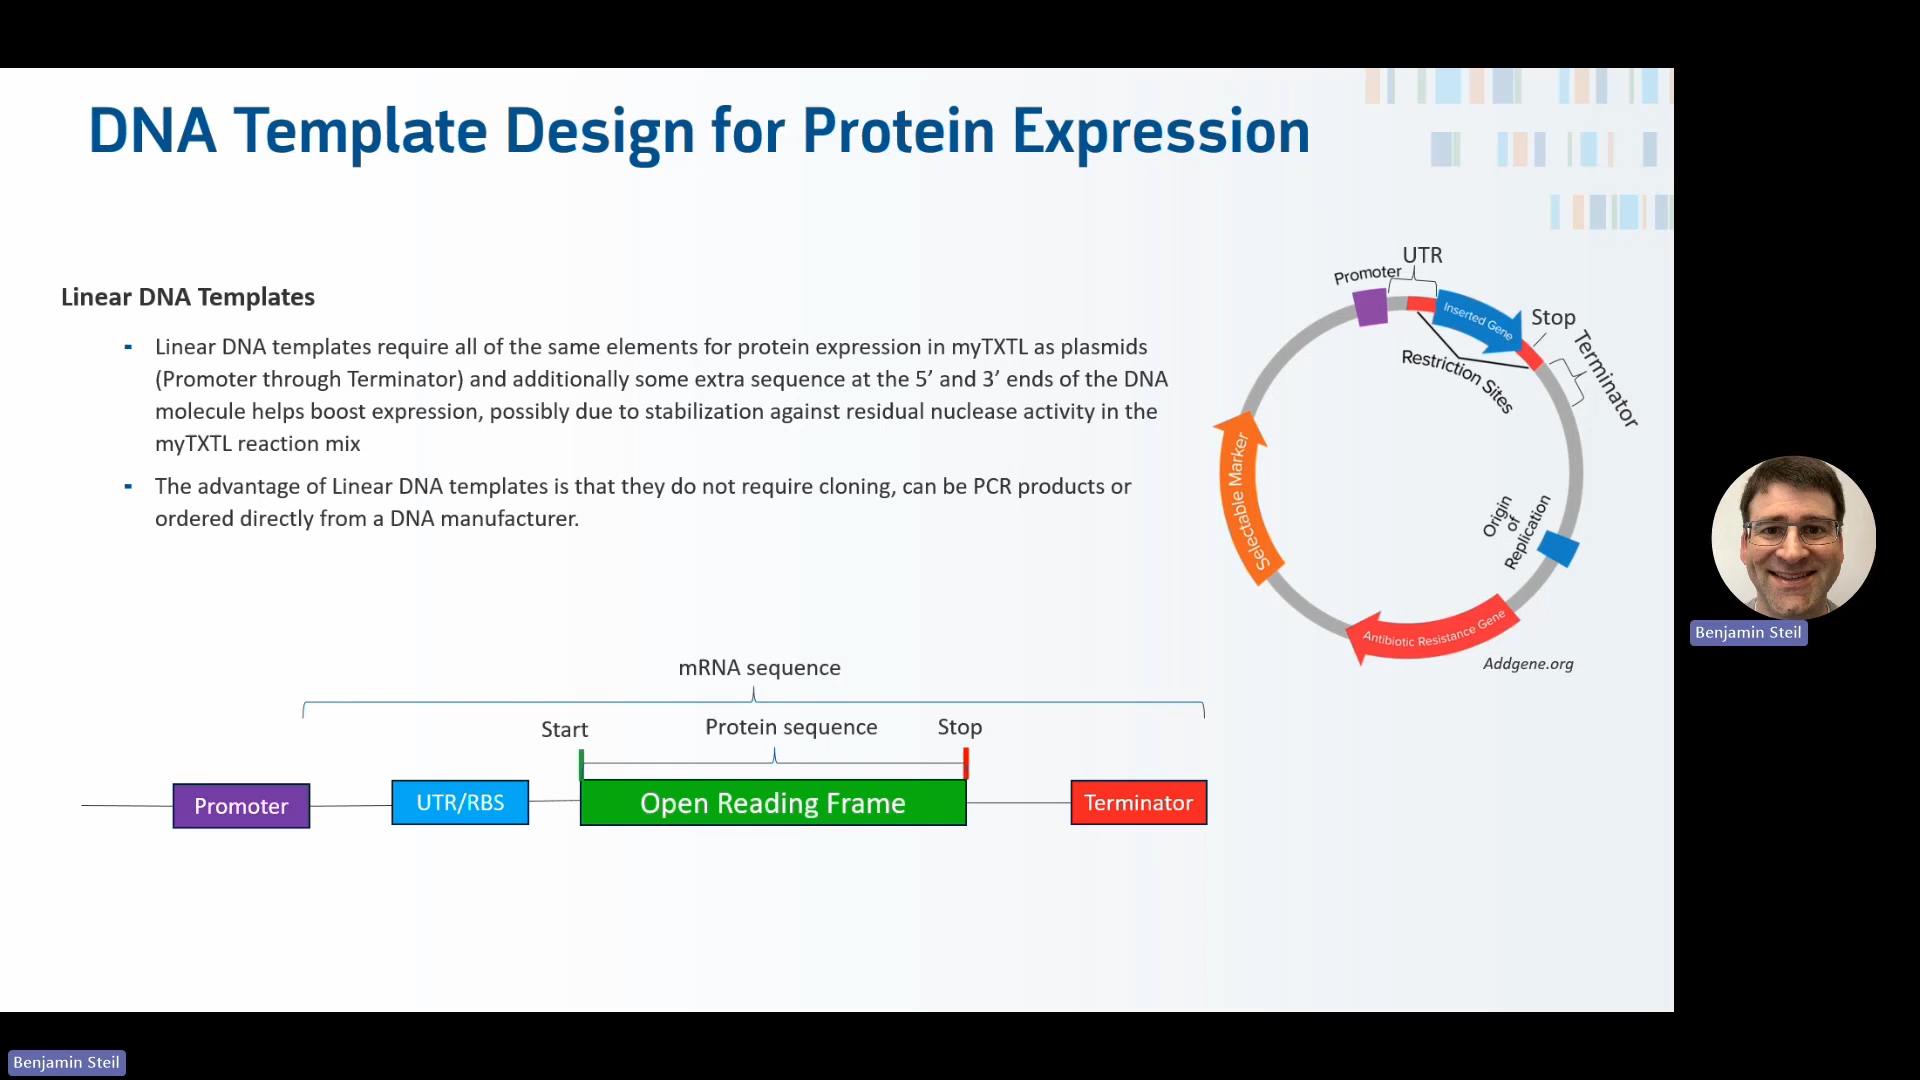 DNA Template Design for Protein Expression
Linear DNA Templates
- Linear DNA templates require all of the same elements for protein expression in myTXTL as plasmids
(Promoter through Terminator) and additionally some extra sequence at the 5’ and 3’ ends of the DNA
molecule helps boost expression, possibly due to stabilization against residual nuclease activity in the
myTXTL reaction mix
- The advantage of Linear DNA templates is that they do not require cloning, can be PCR products or
ordered directly from a DNA manufacturer.
UTR
Promoter
Inserted Gene
Stop
Terminator
Restriction Sites
Selectable Marker
Origin
of
Replication
Antibiotic Resistance Gene
Addgene.org
mRNA sequence
Start
Protein sequence
Stop
Promoter
UTR/RBS
Open Reading Frame
Terminator
Benjamin Steil
Benjamin Steil